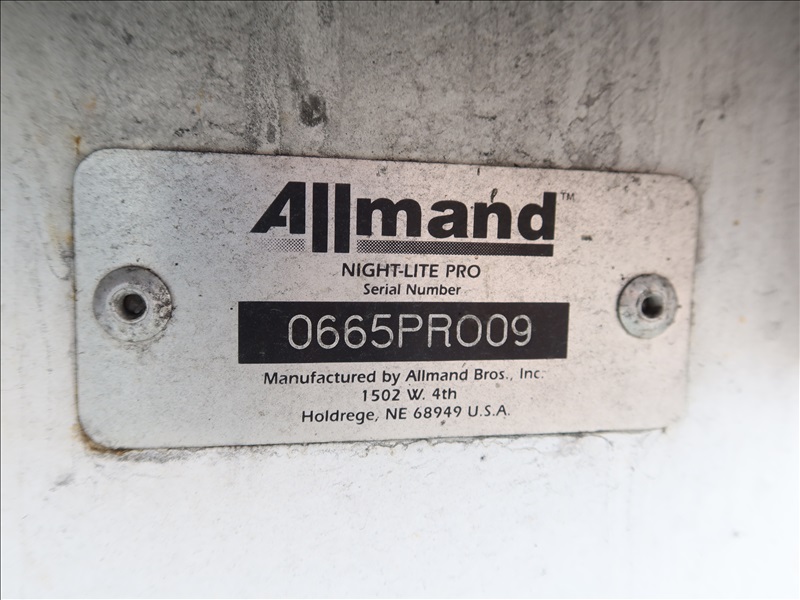 Allmand™
NIGHT-LITE PRO
Serial Number
0665PRO09
Manufactured by Allmand Bros., Inc.
1502 W. 4th
Holdrege, NE 68949 U.S.A.